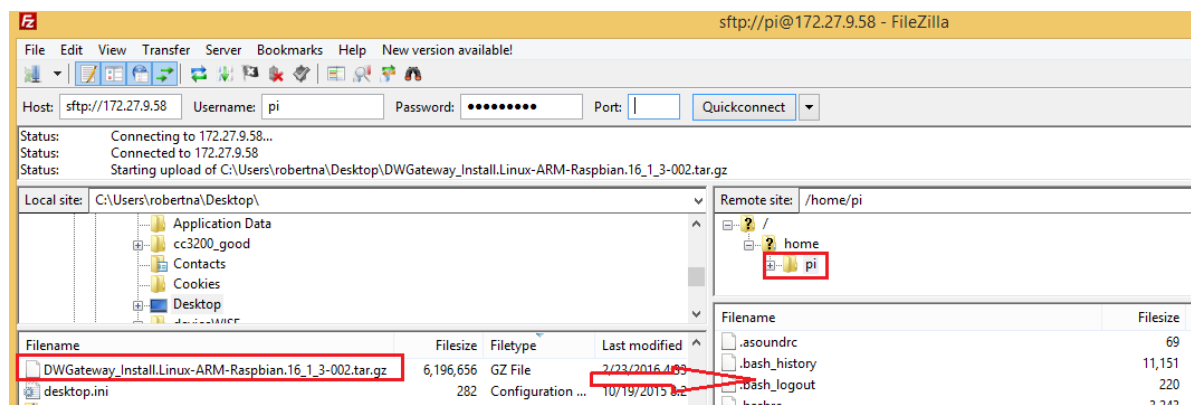 Fz sftp://pi@172.27.9.58 - FileZilla
File Edit View Transfer Server Bookmarks Help New version available!
Host: sftp://172.27.9.58 Username: pi Password: ●●●●●●●●● Port: Quickconnect
Status: Connecting to 172.27.9.58...
Status: Connected to 172.27.9.58
Status: Starting upload of C:\Users\robertna\Desktop\DWGateway_Install.Linux-ARM-Raspbian.16_1_3-002.tar.gz
Local site: C:\Users\robertna\Desktop\
Application Data
cc3200_good
Contacts
Cookies
Desktop
deviceWISE
Filename Filesize Filetype Last modified
DWGateway_Install.Linux-ARM-Raspbian.16_1_3-002.tar.gz 6,196,656 GZ File 2/23/2016
desktop.ini 282 Configuration ... 10/19/2015
Remote site: /home/pi
/
home
pi
Filename Filesize
.asoundrc 69
.bash_history 11,151
.bash_logout 220